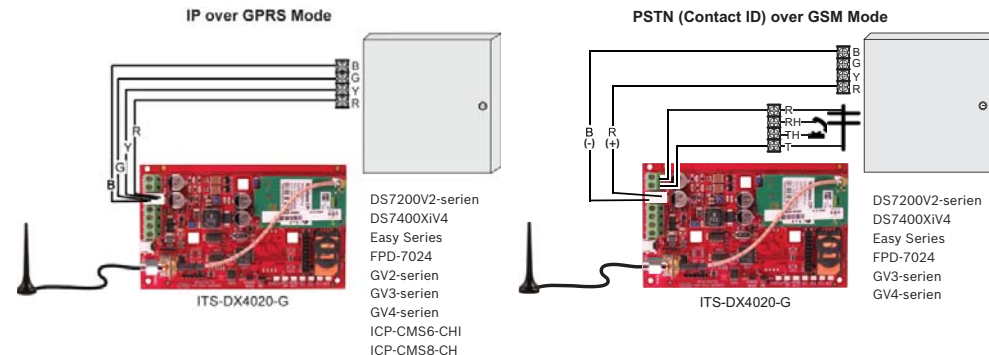 IP over GPRS Mode
B
G
Y
R
R
Y
G
B
ITS-DX4020-G
DS7200V2-serien
DS7400XiV4
Easy Series
FPD-7024
GV2-serien
GV3-serien
GV4-serien
ICP-CMS6-CHI
ICP-CMS8-CH
PSTN (Contact ID) over GSM Mode
B
G
Y
R
R
RH
TH
T
B
(-)
R
(+)
ITS-DX4020-G
DS7200V2-serien
DS7400XiV4
Easy Series
FPD-7024
GV3-serien
GV4-serien